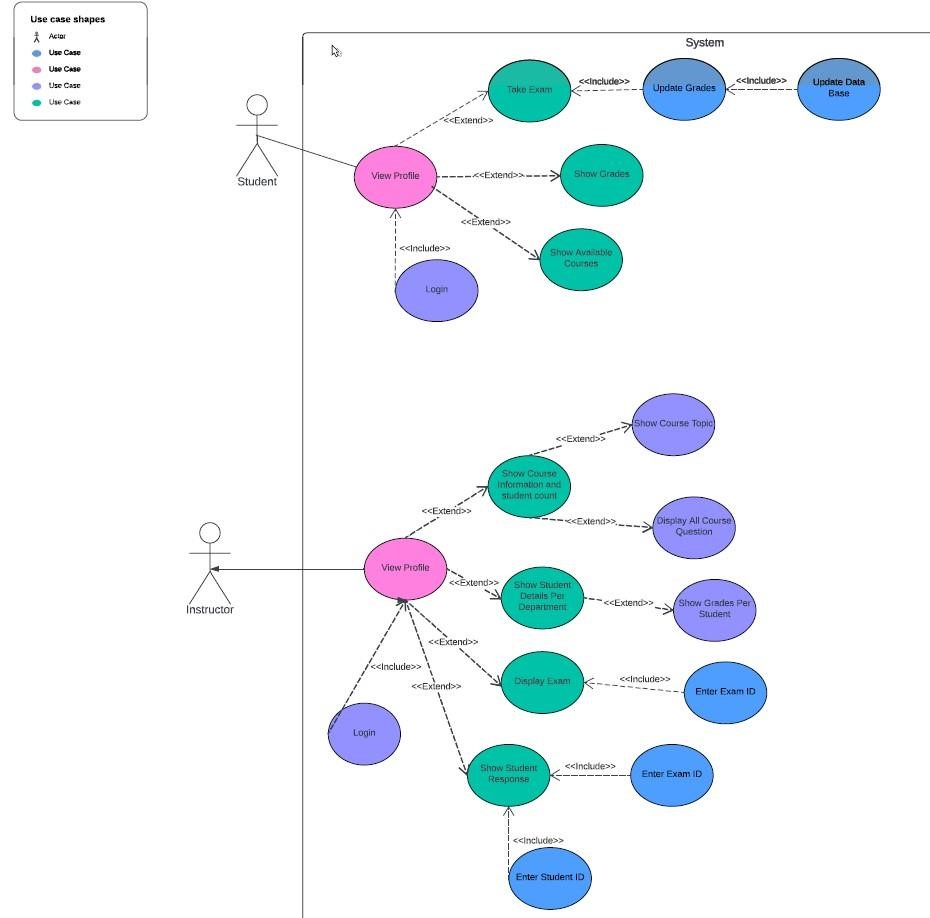 Use case shapes
Actor
Use Case
Use Case
Use Case
Use Case
System
Take Exam
<<Include>>
Update Grades
<<Include>>
Update Data
Base
<<Extend>>
Student
View Profile
<<Extend>>
Show Grades
<<Extend>>
<<Include>>
Show Available
Courses
Login
Show Course Topic
<<Extend>>
Show Course
Information and
student count
<<Extend>>
<<Extend>>
Display All Course
Question
Instructor
View Profile
<<Extend>>
Show Student
Details Per
Department
<<Extend>>
Show Grades Per
Student
<<Extend>>
<<Include>>
<<Extend>>
Display Exam
<<Include>>
Enter Exam ID
Login
Show Student
Response
<<Include>>
Enter Exam ID
<<Include>>
Enter Student ID